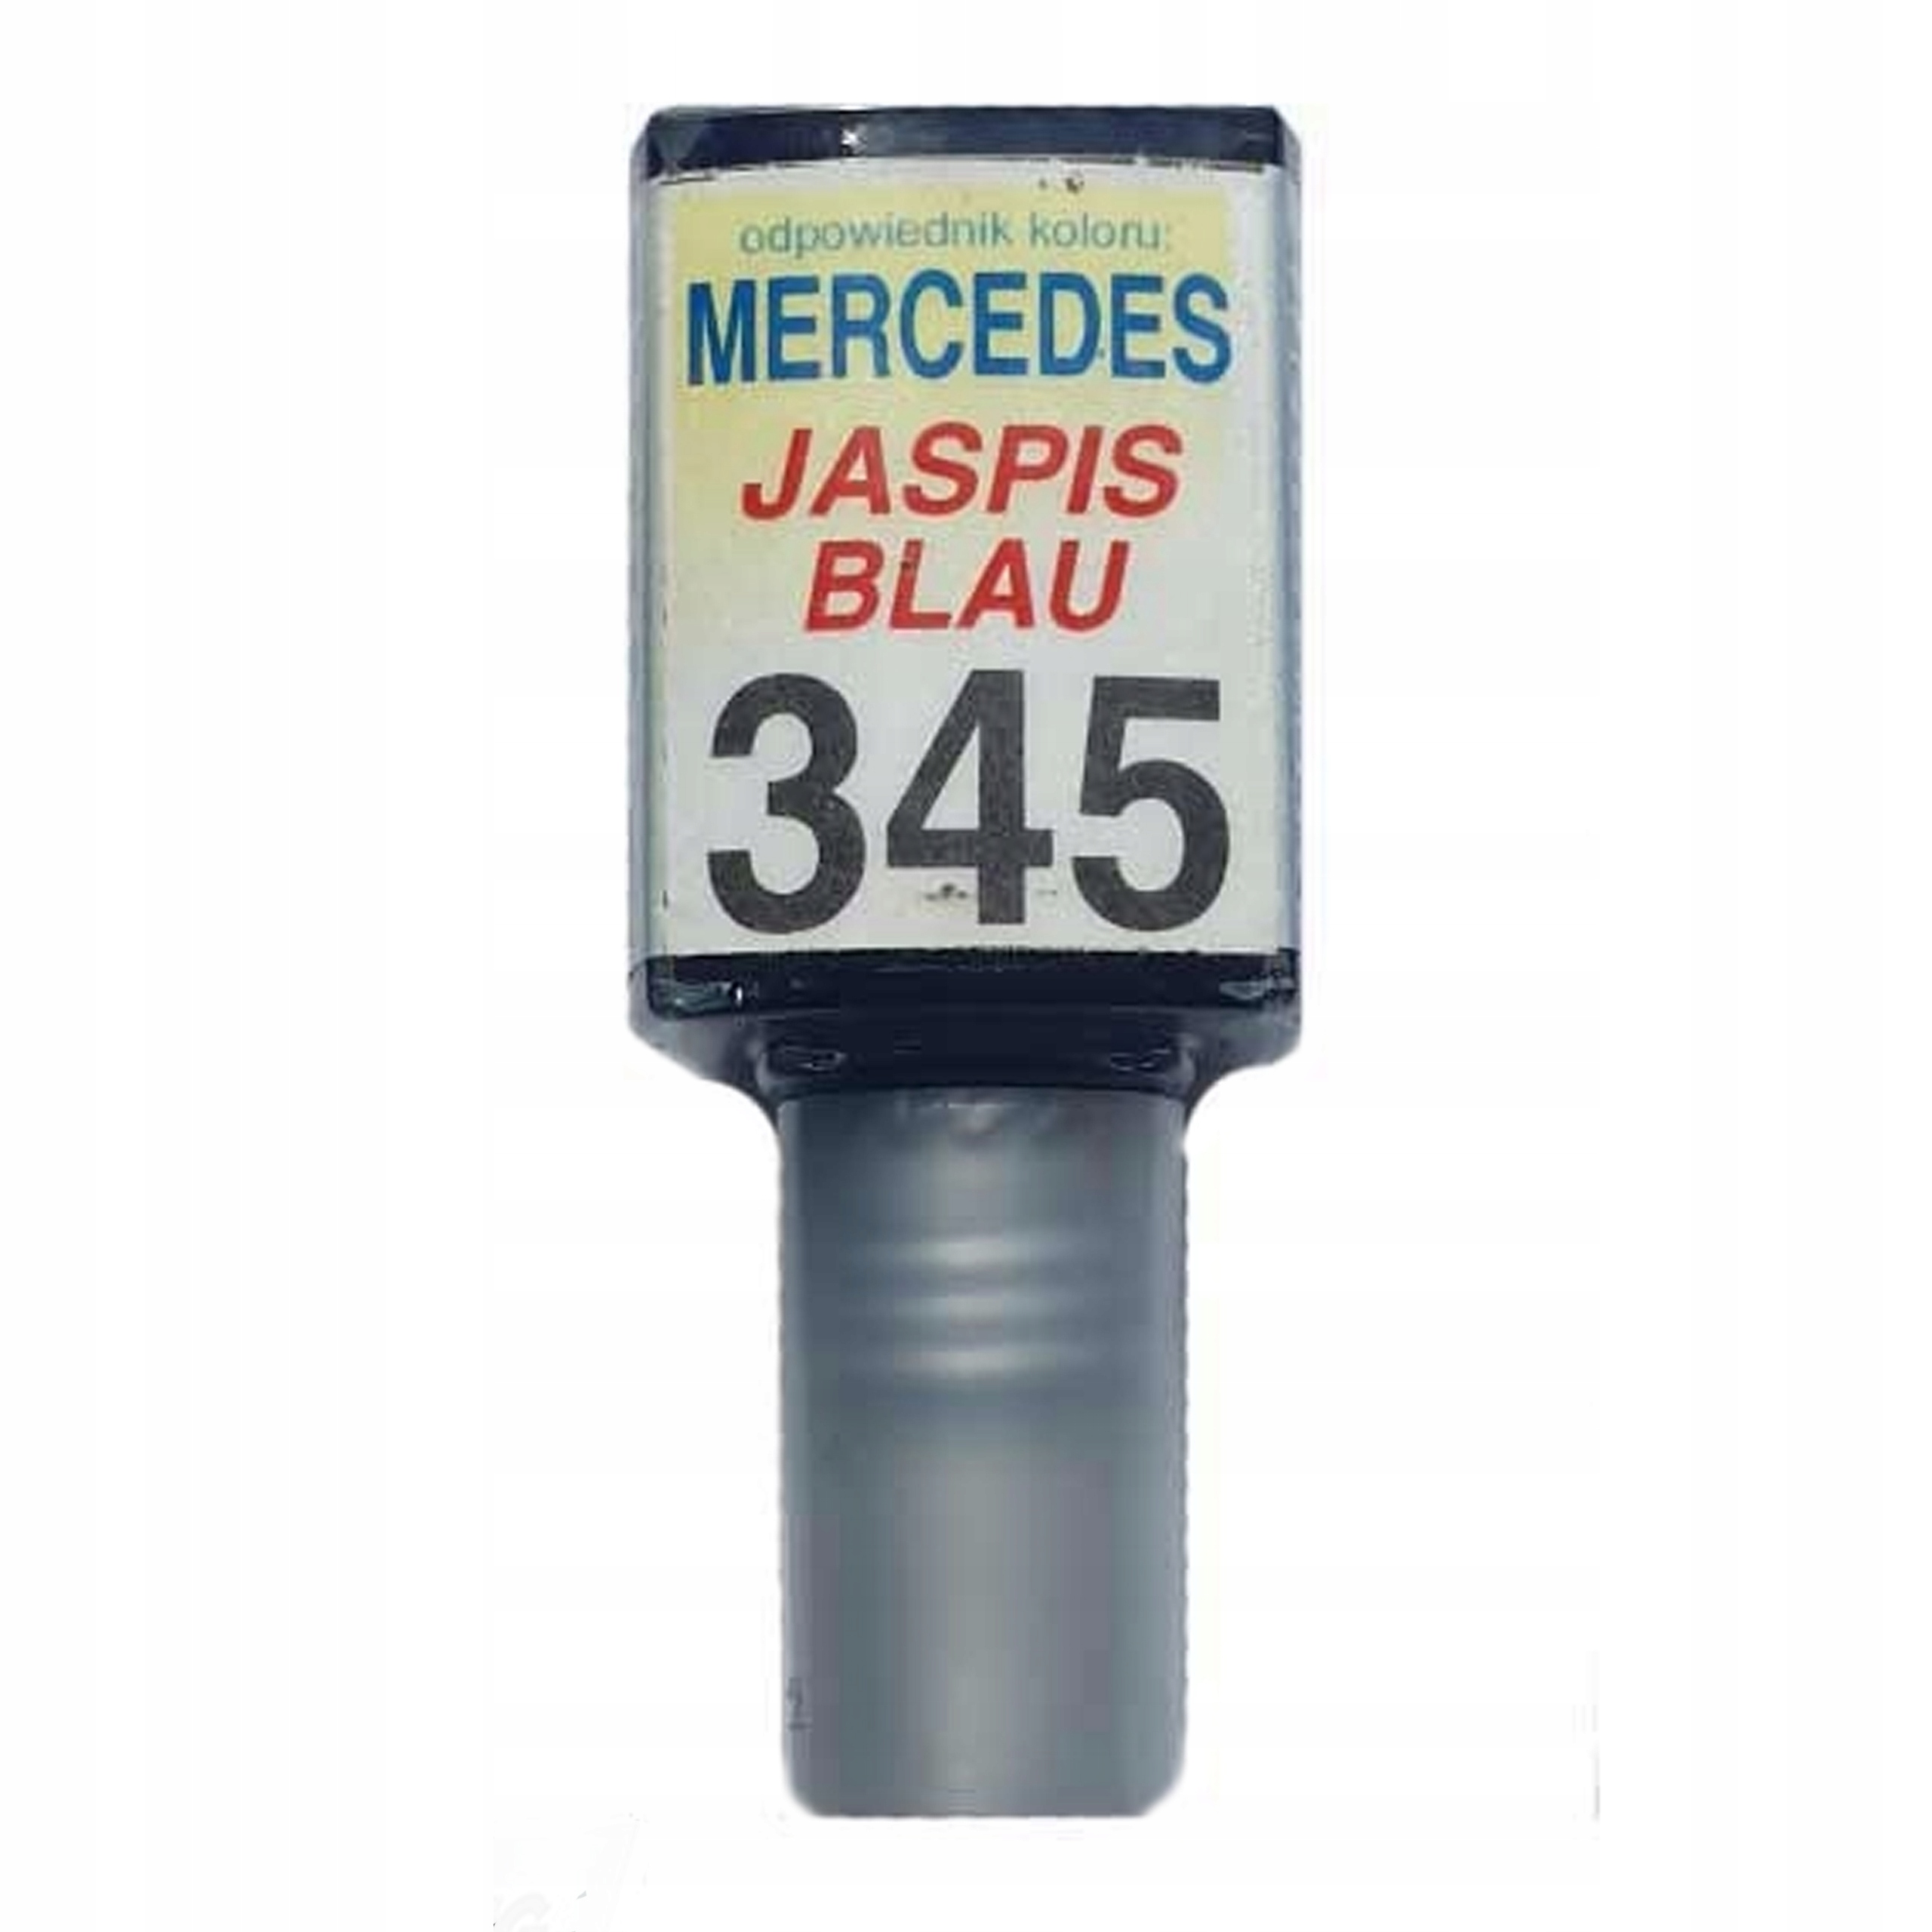 odpowiednik koloru:
MERCEDES
JASPIS
BLAU
345